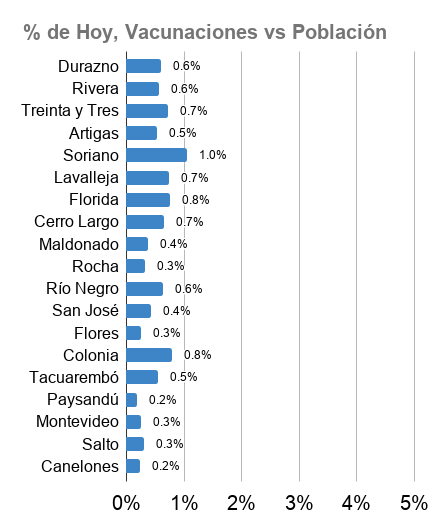 % de Hoy, Vacunaciones vs Población
Durazno 0.6%
Rivera 0.6%
Treinta y Tres 0.7%
Artigas 0.5%
Soriano 1.0%
Lavalleja 0.7%
Florida 0.8%
Cerro Largo 0.7%
Maldonado 0.4%
Rocha 0.3%
Río Negro 0.6%
San José 0.4%
Flores 0.3%
Colonia 0.8%
Tacuarembó 0.5%
Paysandú 0.2%
Montevideo 0.3%
Salto 0.3%
Canelones 0.2%
0% 1% 2% 3% 4% 5%